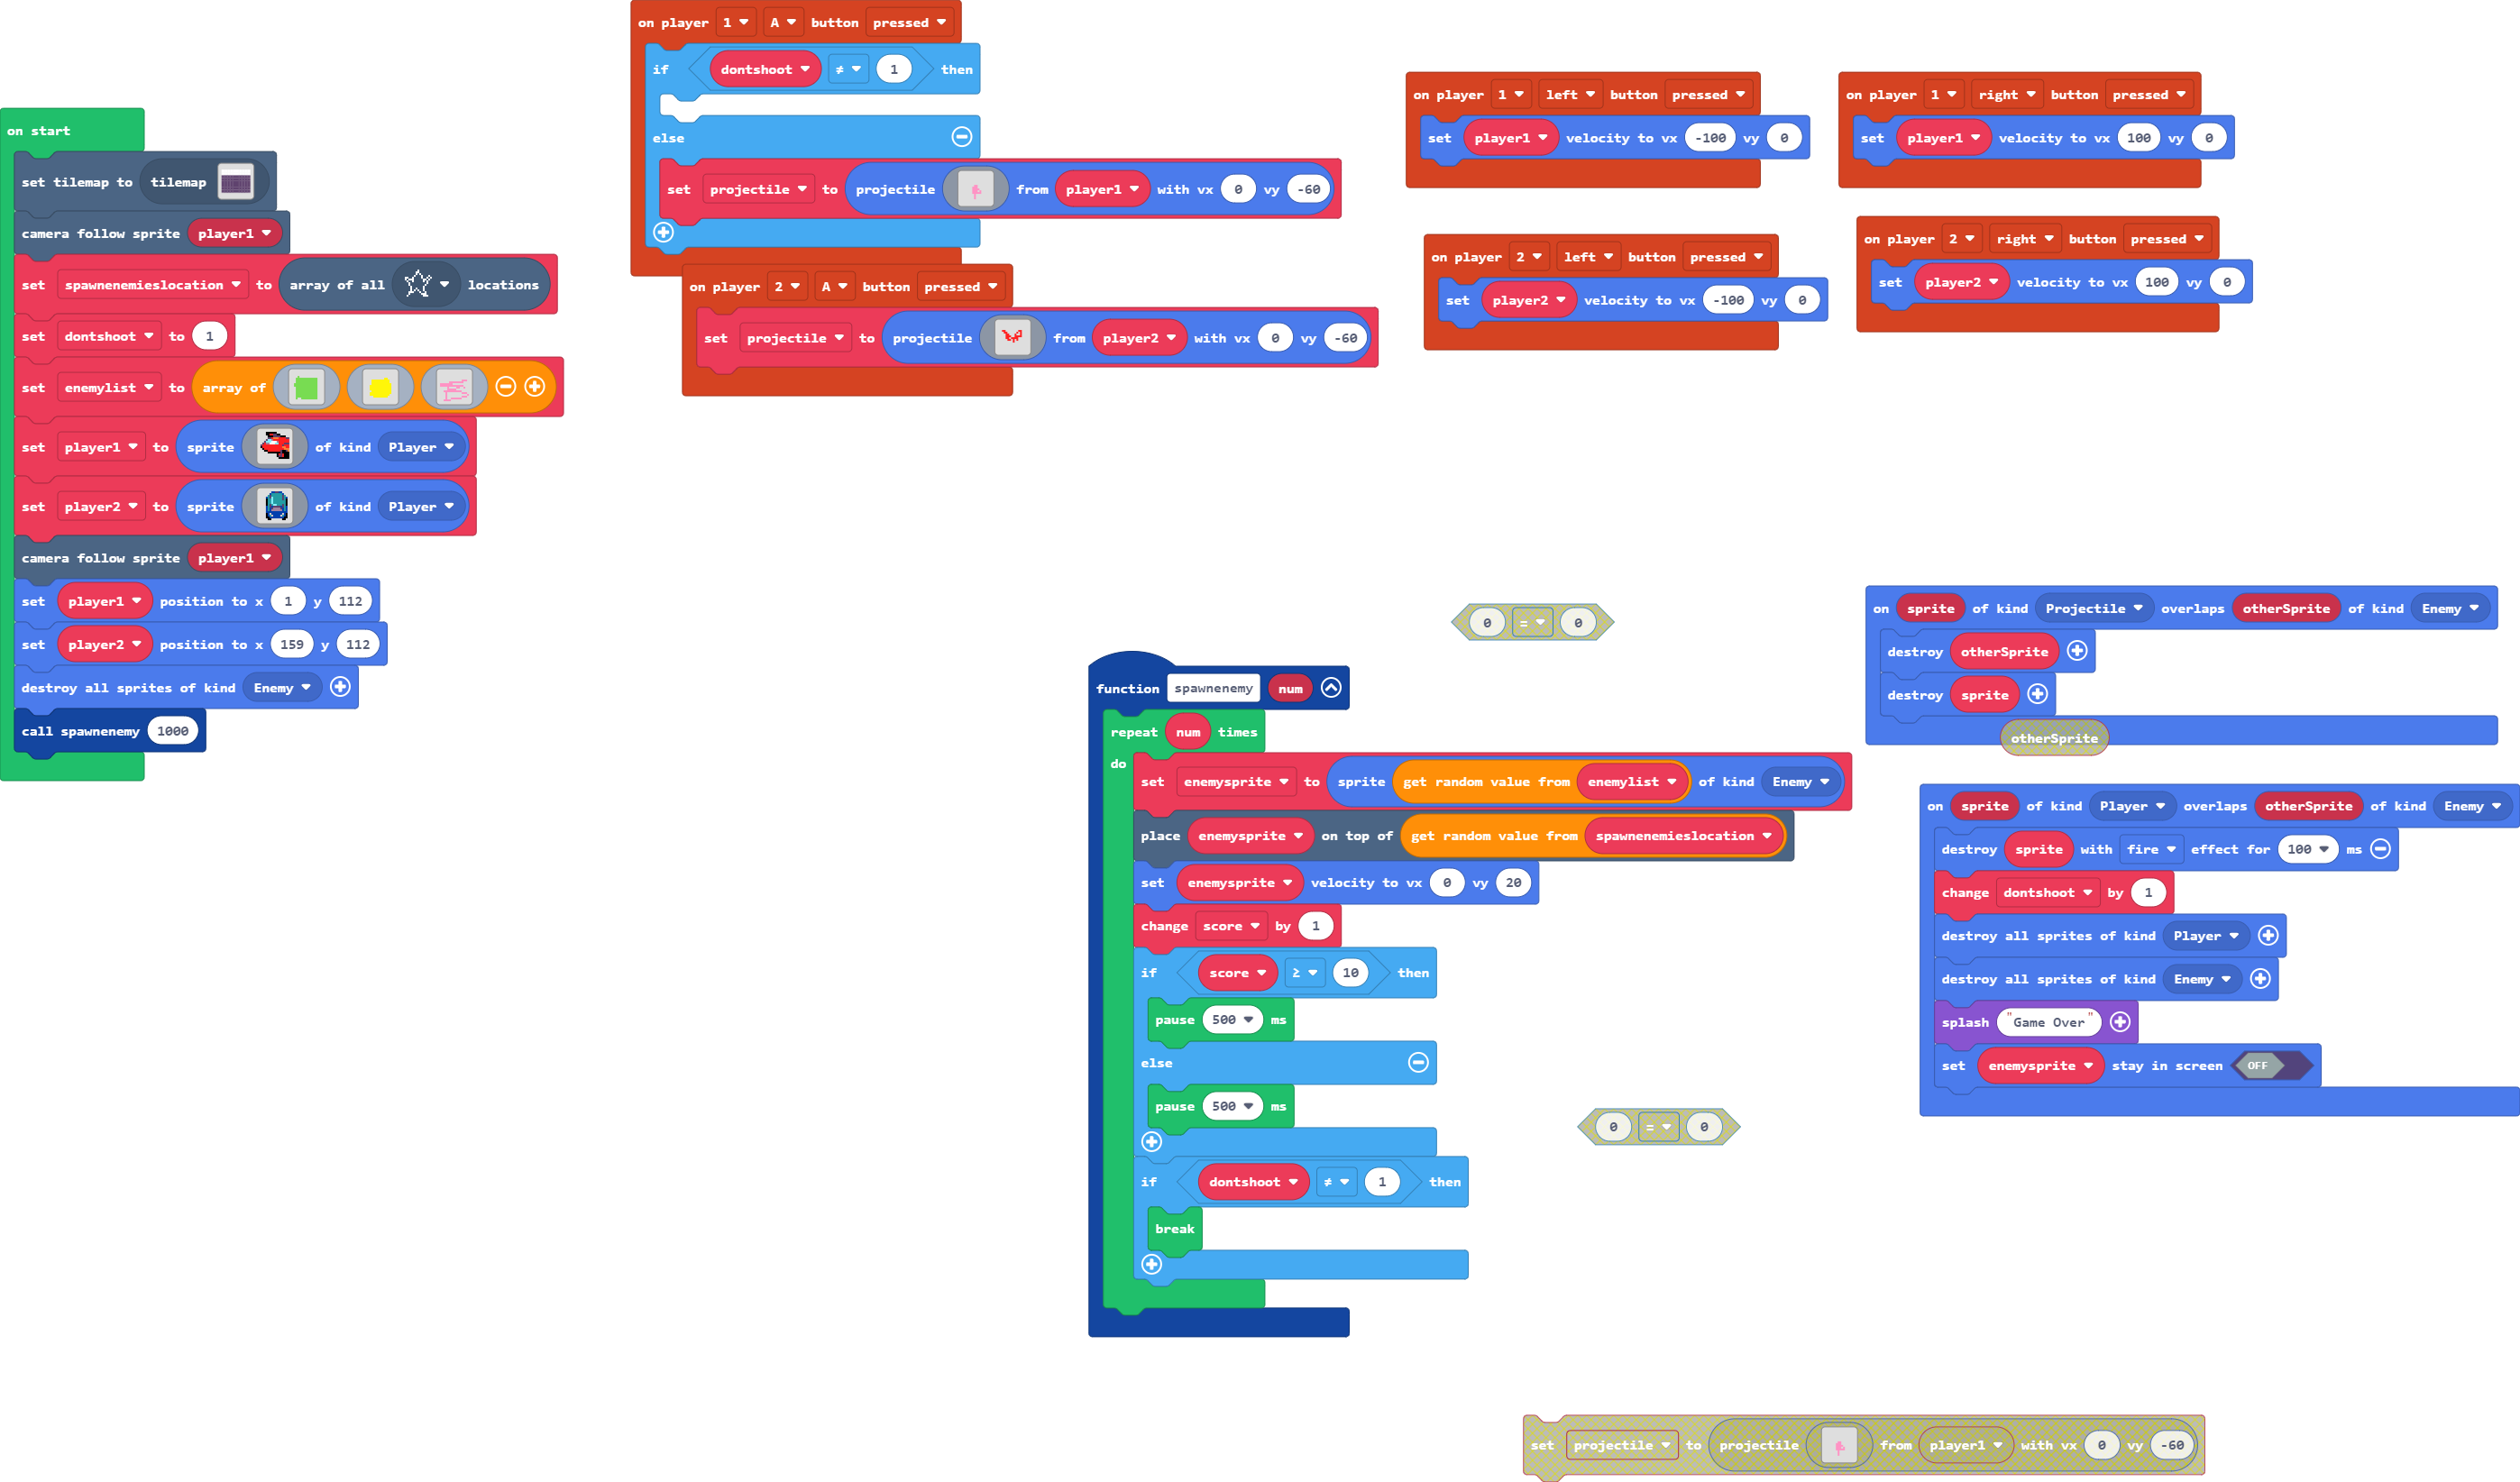 on start
set tilemap to tilemap
camera follow sprite player1
set spawnenemieslocation to array of all locations
set dontshoot to 1
set enemylist to array of
set player1 to sprite of kind Player
set player2 to sprite of kind Player
camera follow sprite player1
set player1 position to x 1 y 112
set player2 position to x 159 y 112
destroy all sprites of kind Enemy
call spawnenemy 1000
on player 1 A button pressed
if dontshoot ≠ 1 then
else
set projectile to projectile from player1 with vx 0 vy -60
on player 2 A button pressed
set projectile to projectile from player2 with vx 0 vy -60
on player 1 left button pressed
set player1 velocity to vx -100 vy 0
on player 1 right button pressed
set player1 velocity to vx 100 vy 0
on player 2 left button pressed
set player2 velocity to vx -100 vy 0
on player 2 right button pressed
set player2 velocity to vx 100 vy 0
0 = 0
function spawnenemy num
repeat num times
do
set enemysprite to sprite get random value from enemylist of kind Enemy
place enemysprite on top of get random value from spawnenemieslocation
set enemysprite velocity to vx 0 vy 20
change score by 1
if score ≥ 10 then
pause 500 ms
else
pause 500 ms
if dontshoot ≠ 1 then
break
0 = 0
on sprite of kind Projectile overlaps otherSprite of kind Enemy
destroy otherSprite
destroy sprite
otherSprite
on sprite of kind Player overlaps otherSprite of kind Enemy
destroy sprite with fire effect for 100 ms
change dontshoot by 1
destroy all sprites of kind Player
destroy all sprites of kind Enemy
splash "Game Over"
set enemysprite stay in screen OFF
set projectile to projectile from player1 with vx 0 vy -60